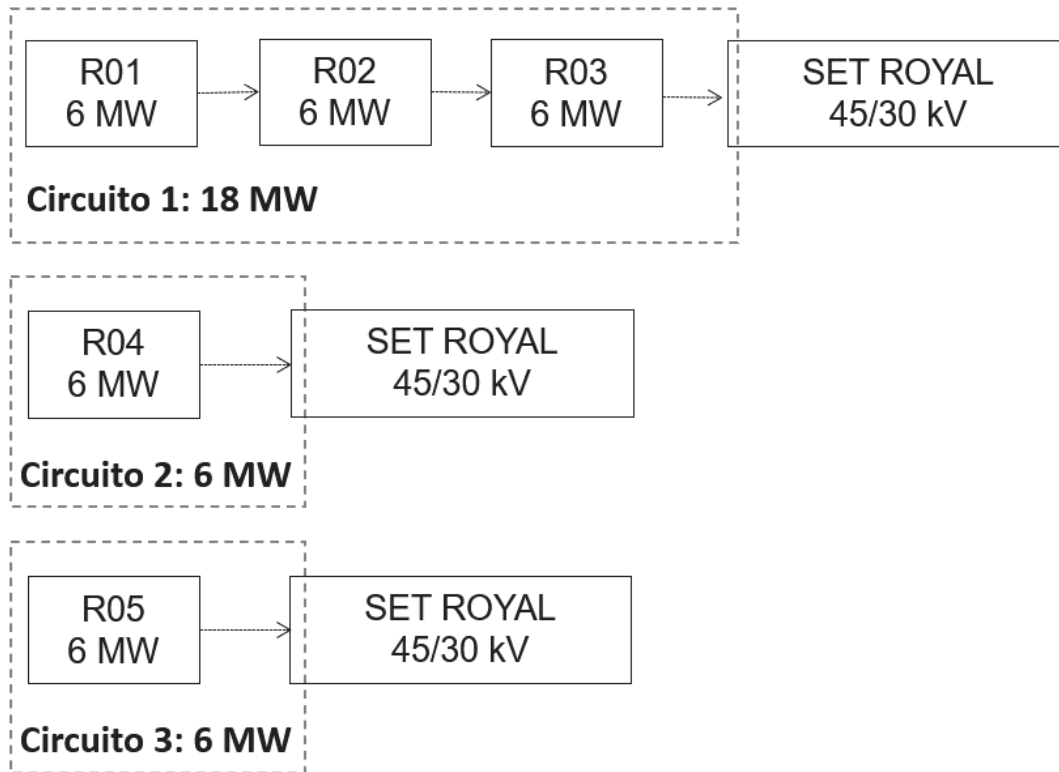 R01
6 MW
R02
6 MW
R03
6 MW
SET ROYAL
45/30 kV
Circuito 1: 18 MW
R04
6 MW
SET ROYAL
45/30 kV
Circuito 2: 6 MW
R05
6 MW
SET ROYAL
45/30 kV
Circuito 3: 6 MW